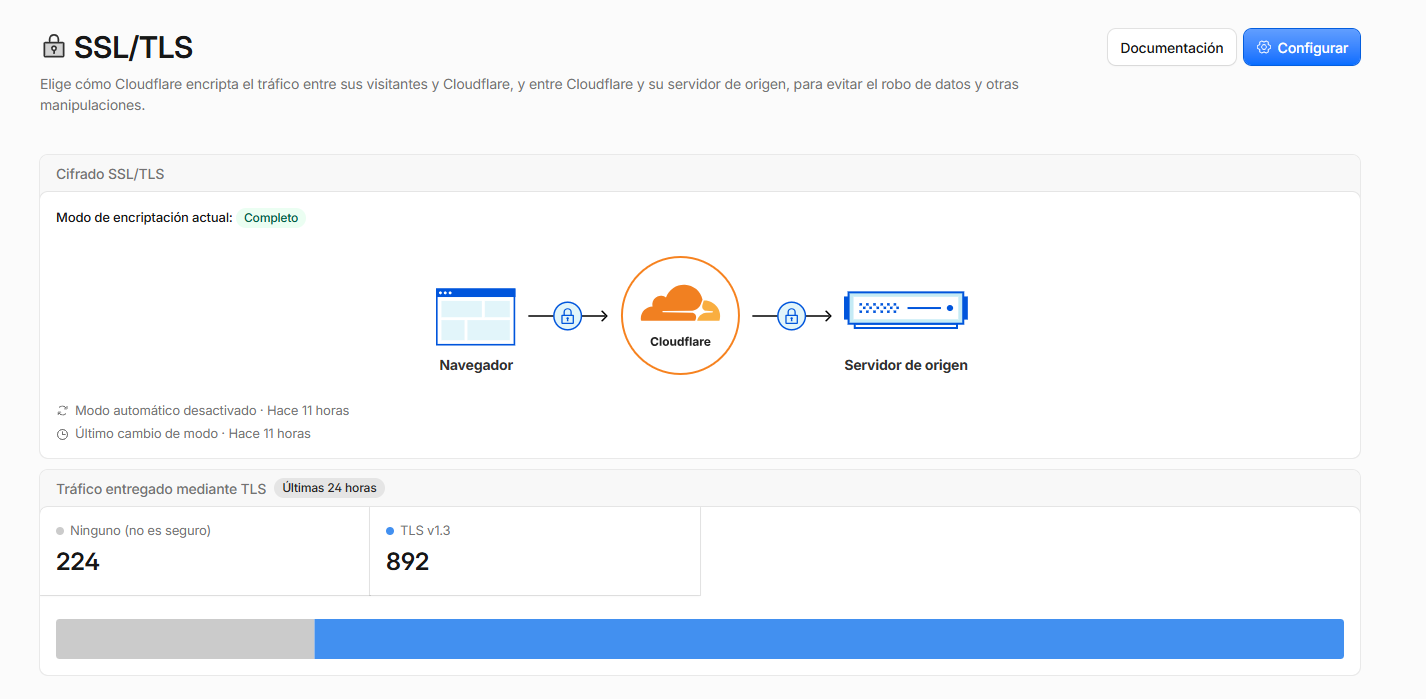 SSL/TLS
Documentación
Configurar
Elige cómo Cloudflare encripta el tráfico entre sus visitantes y Cloudflare, y entre Cloudflare y su servidor de origen, para evitar el robo de datos y otras
manipulaciones.
Cifrado SSL/TLS
Modo de encriptación actual: Completo
Cloudflare
Navegador
Servidor de origen
Modo automático desactivado · Hace 11 horas
Último cambio de modo · Hace 11 horas
Tráfico entregado mediante TLS Últimas 24 horas
Ninguno (no es seguro)
224
TLS v1.3
892